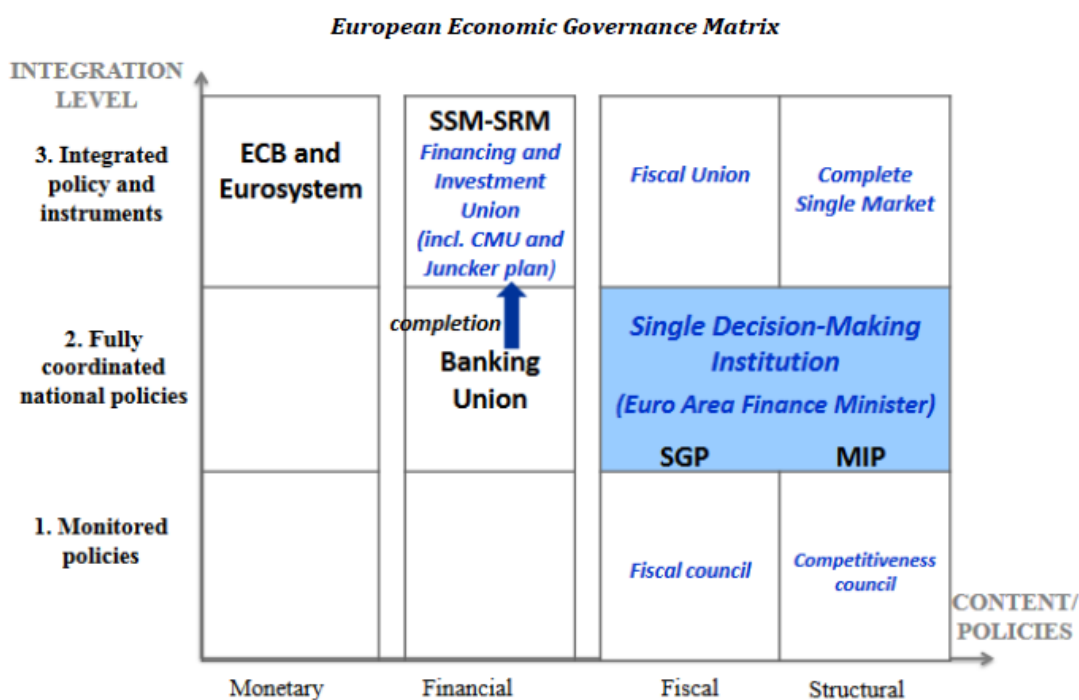 European Economic Governance Matrix
INTEGRATION
LEVEL
3. Integrated
policy and
instruments
ECB and
Eurosystem
SSM-SRM
Financing and
Investment
Union
(incl. CMU and
Juncker plan)
Fiscal Union
Complete
Single Market
2. Fully
coordinated
national policies
completion
Banking
Union
Single Decision-Making
Institution
(Euro Area Finance Minister)
SGP
MIP
1. Monitored
policies
Fiscal council
Competitiveness
council
CONTENT/
POLICIES
Monetary
Financial
Fiscal
Structural